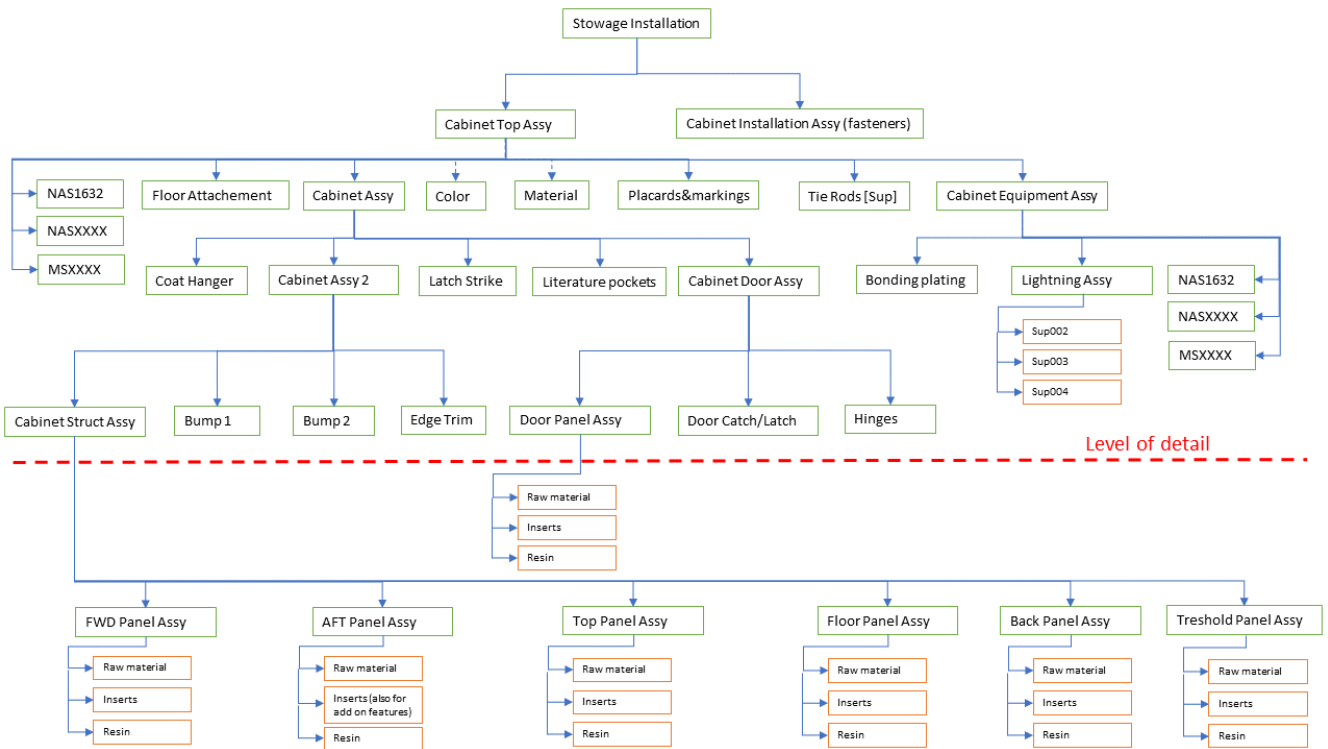 Stowage Installation
Cabinet Top Assy
Cabinet Installation Assy (fasteners)
NAS1632
Floor Attachement
Cabinet Assy
Color
Material
Placards&markings
Tie Rods [Sup]
Cabinet Equipment Assy
NASXXXX
MSXXXX
Coat Hanger
Cabinet Assy 2
Latch Strike
Literature pockets
Cabinet Door Assy
Bonding plating
Lightning Assy
NAS1632
NASXXXX
MSXXXX
Sup002
Sup003
Sup004
Cabinet Struct Assy
Bump 1
Bump 2
Edge Trim
Door Panel Assy
Door Catch/Latch
Hinges
Level of detail
Raw material
Inserts
Resin
FWD Panel Assy
AFT Panel Assy
Top Panel Assy
Floor Panel Assy
Back Panel Assy
Treshold Panel Assy
Raw material
Inserts
Resin
Raw material
Inserts (also for
add on features)
Resin
Raw material
Inserts
Resin
Raw material
Inserts
Resin
Raw material
Inserts
Resin
Raw material
Inserts
Resin